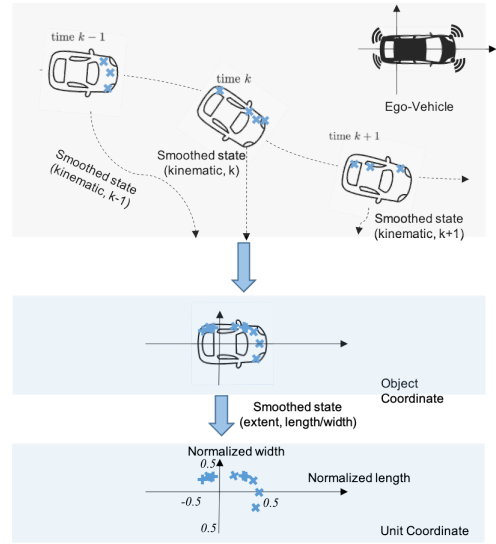 time k − 1
time k
Ego-Vehicle
time k + 1
Smoothed state
(kinematic, k-1)
Smoothed state
(kinematic, k)
Smoothed state
(kinematic, k+1)
Object
Coordinate
Smoothed state
(extent, length/width)
Normalized width
0.5
Normalized length
-0.5
0.5
0.5
Unit Coordinate